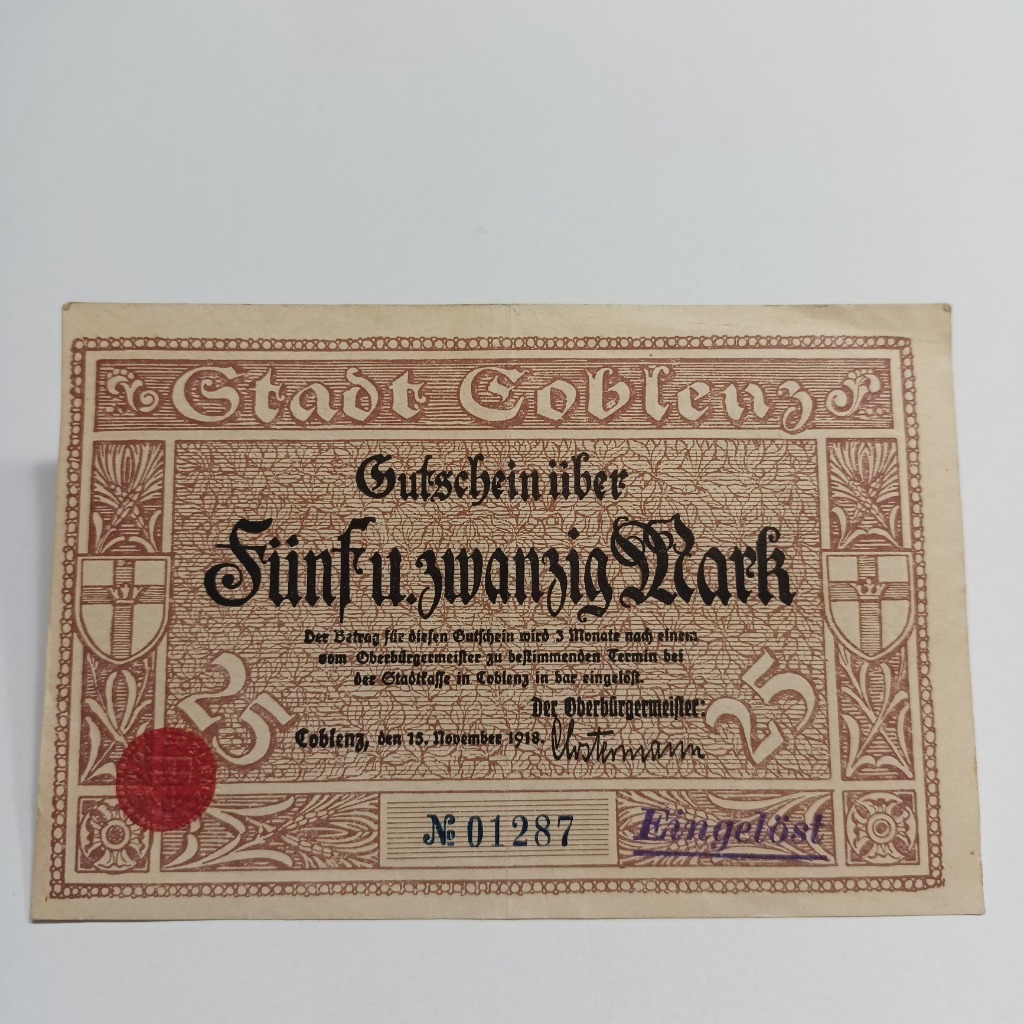 Stadt Coblenz
Gutschein über
Fünfu.zwanzig Mark
Der Betrag für diesen Gutschein wird 3 Monate nach einem
vom Oberbürgermeister zu bestimmenden Termin bei
der Stadtkasse in Coblenz in bar eingelöst.
Der Oberbürgermeister:
Coblenz, den 15. November 1918. Clostermann
25 25
№ 01287
Eingelöst